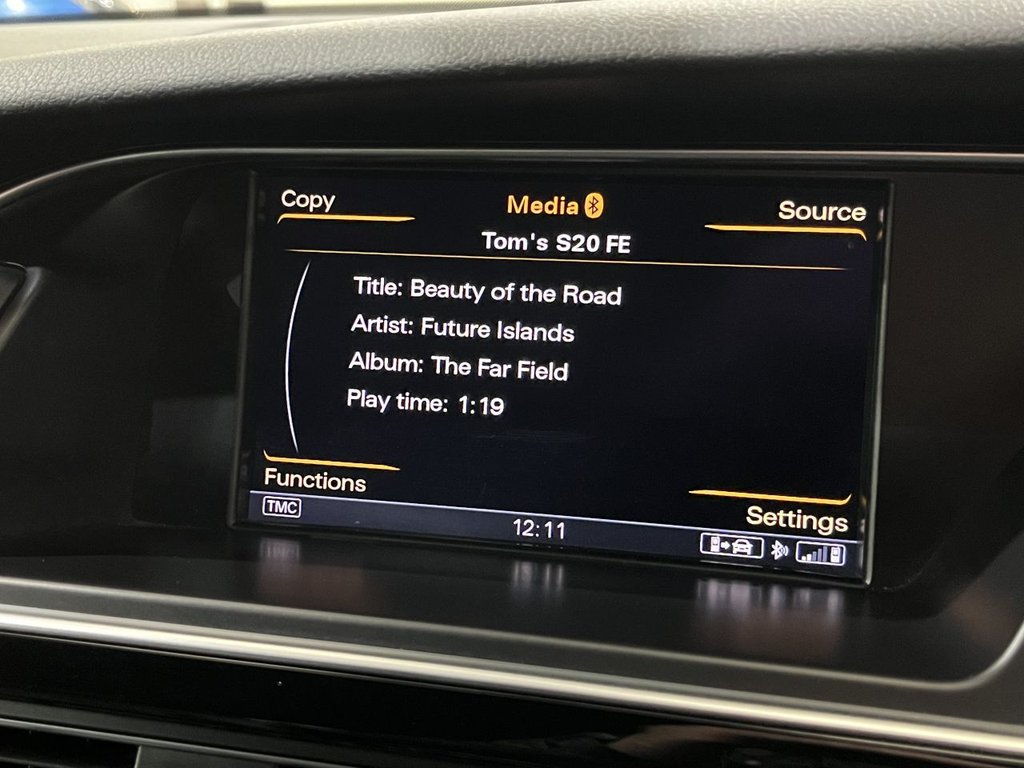 Copy
Media
Source
Tom's S20 FE
Title: Beauty of the Road
Artist: Future Islands
Album: The Far Field
Play time: 1:19
Functions
Settings
TMC
12:11